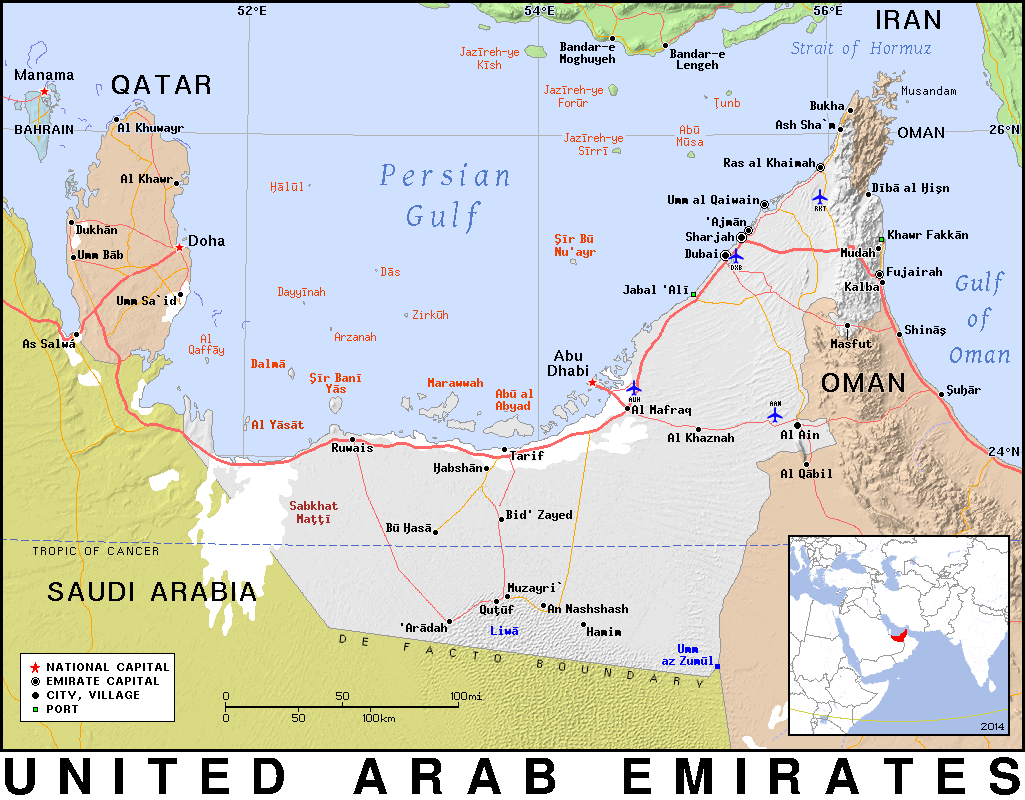 52°E
54°E
56°E
IRAN
Strait of Hormuz
Bandar-e
Moghuyeh
Bandar-e
Lengeh
Jazīreh-ye
Kīsh
Jazīreh-ye
Forūr
Jazīreh-ye
Sīrrī
Ţunb
Abū
Mūsa
Manama
BAHRAIN
QATAR
Al Khuwayr
Al Khawr
Dukhān
Umm Bāb
Doha
Umm Sa`id
As Salwá
Musandam
OMAN
26°N
Bukha
Ash Sha`m
Ras al Khaimah
Umm al Qaiwain
'Ajmān
Sharjah
Dubai
RKT
DXB
Dībā al Ḩişn
Khawr Fakkān
Mudah
Fujairah
Kalba
Jabal 'Alī
Persian
Gulf
Ḩālūl
Şīr Bū
Nu'ayr
Dās
Dayyīnah
Zirkūh
Arzanah
Al
Qaffāy
Dalmā
Şīr Banī
Yās
Marawwah
Abū al
Abyad
Al Yāsāt
Gulf
of
Oman
Masfut
Shināş
OMAN
Şuḩār
Abu
Dhabi
AUH
Al Mafraq
AAN
Al Khaznah
Al Ain
Al Qābil
24°N
Ruwais
Tarif
Ḩabshān
Sabkhat
Maţţī
Bū Ḩasā
Bid' Zayed
TROPIC OF CANCER
SAUDI ARABIA
Muzayri`
Quţūf
An Nashshash
'Arādah
Liwā
Hamim
Umm
az Zumūl
DE FACTO BOUNDARY
NATIONAL CAPITAL
EMIRATE CAPITAL
CITY, VILLAGE
PORT
0 50 100mi
0 50 100km
2014
UNITED ARAB EMIRATES